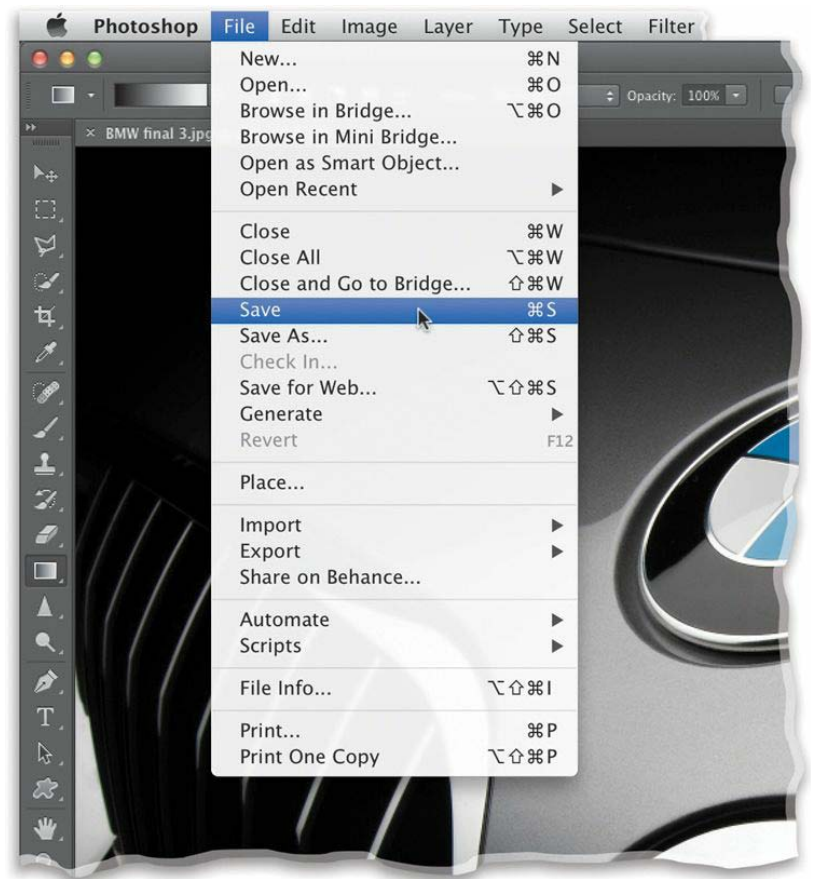 Photoshop File Edit Image Layer Type Select Filter
Opacity: 100%
× BMW final 3.jpg
New... ⌘N
Open... ⌘O
Browse in Bridge... ⌥⌘O
Browse in Mini Bridge...
Open as Smart Object...
Open Recent ▶
Close ⌘W
Close All ⌥⌘W
Close and Go to Bridge... ⇧⌘W
Save ⌘S
Save As... ⇧⌘S
Check In...
Save for Web... ⌥⇧⌘S
Generate ▶
Revert F12
Place...
Import ▶
Export ▶
Share on Behance...
Automate ▶
Scripts ▶
File Info... ⌥⇧⌘I
Print... ⌘P
Print One Copy ⌥⇧⌘P
T